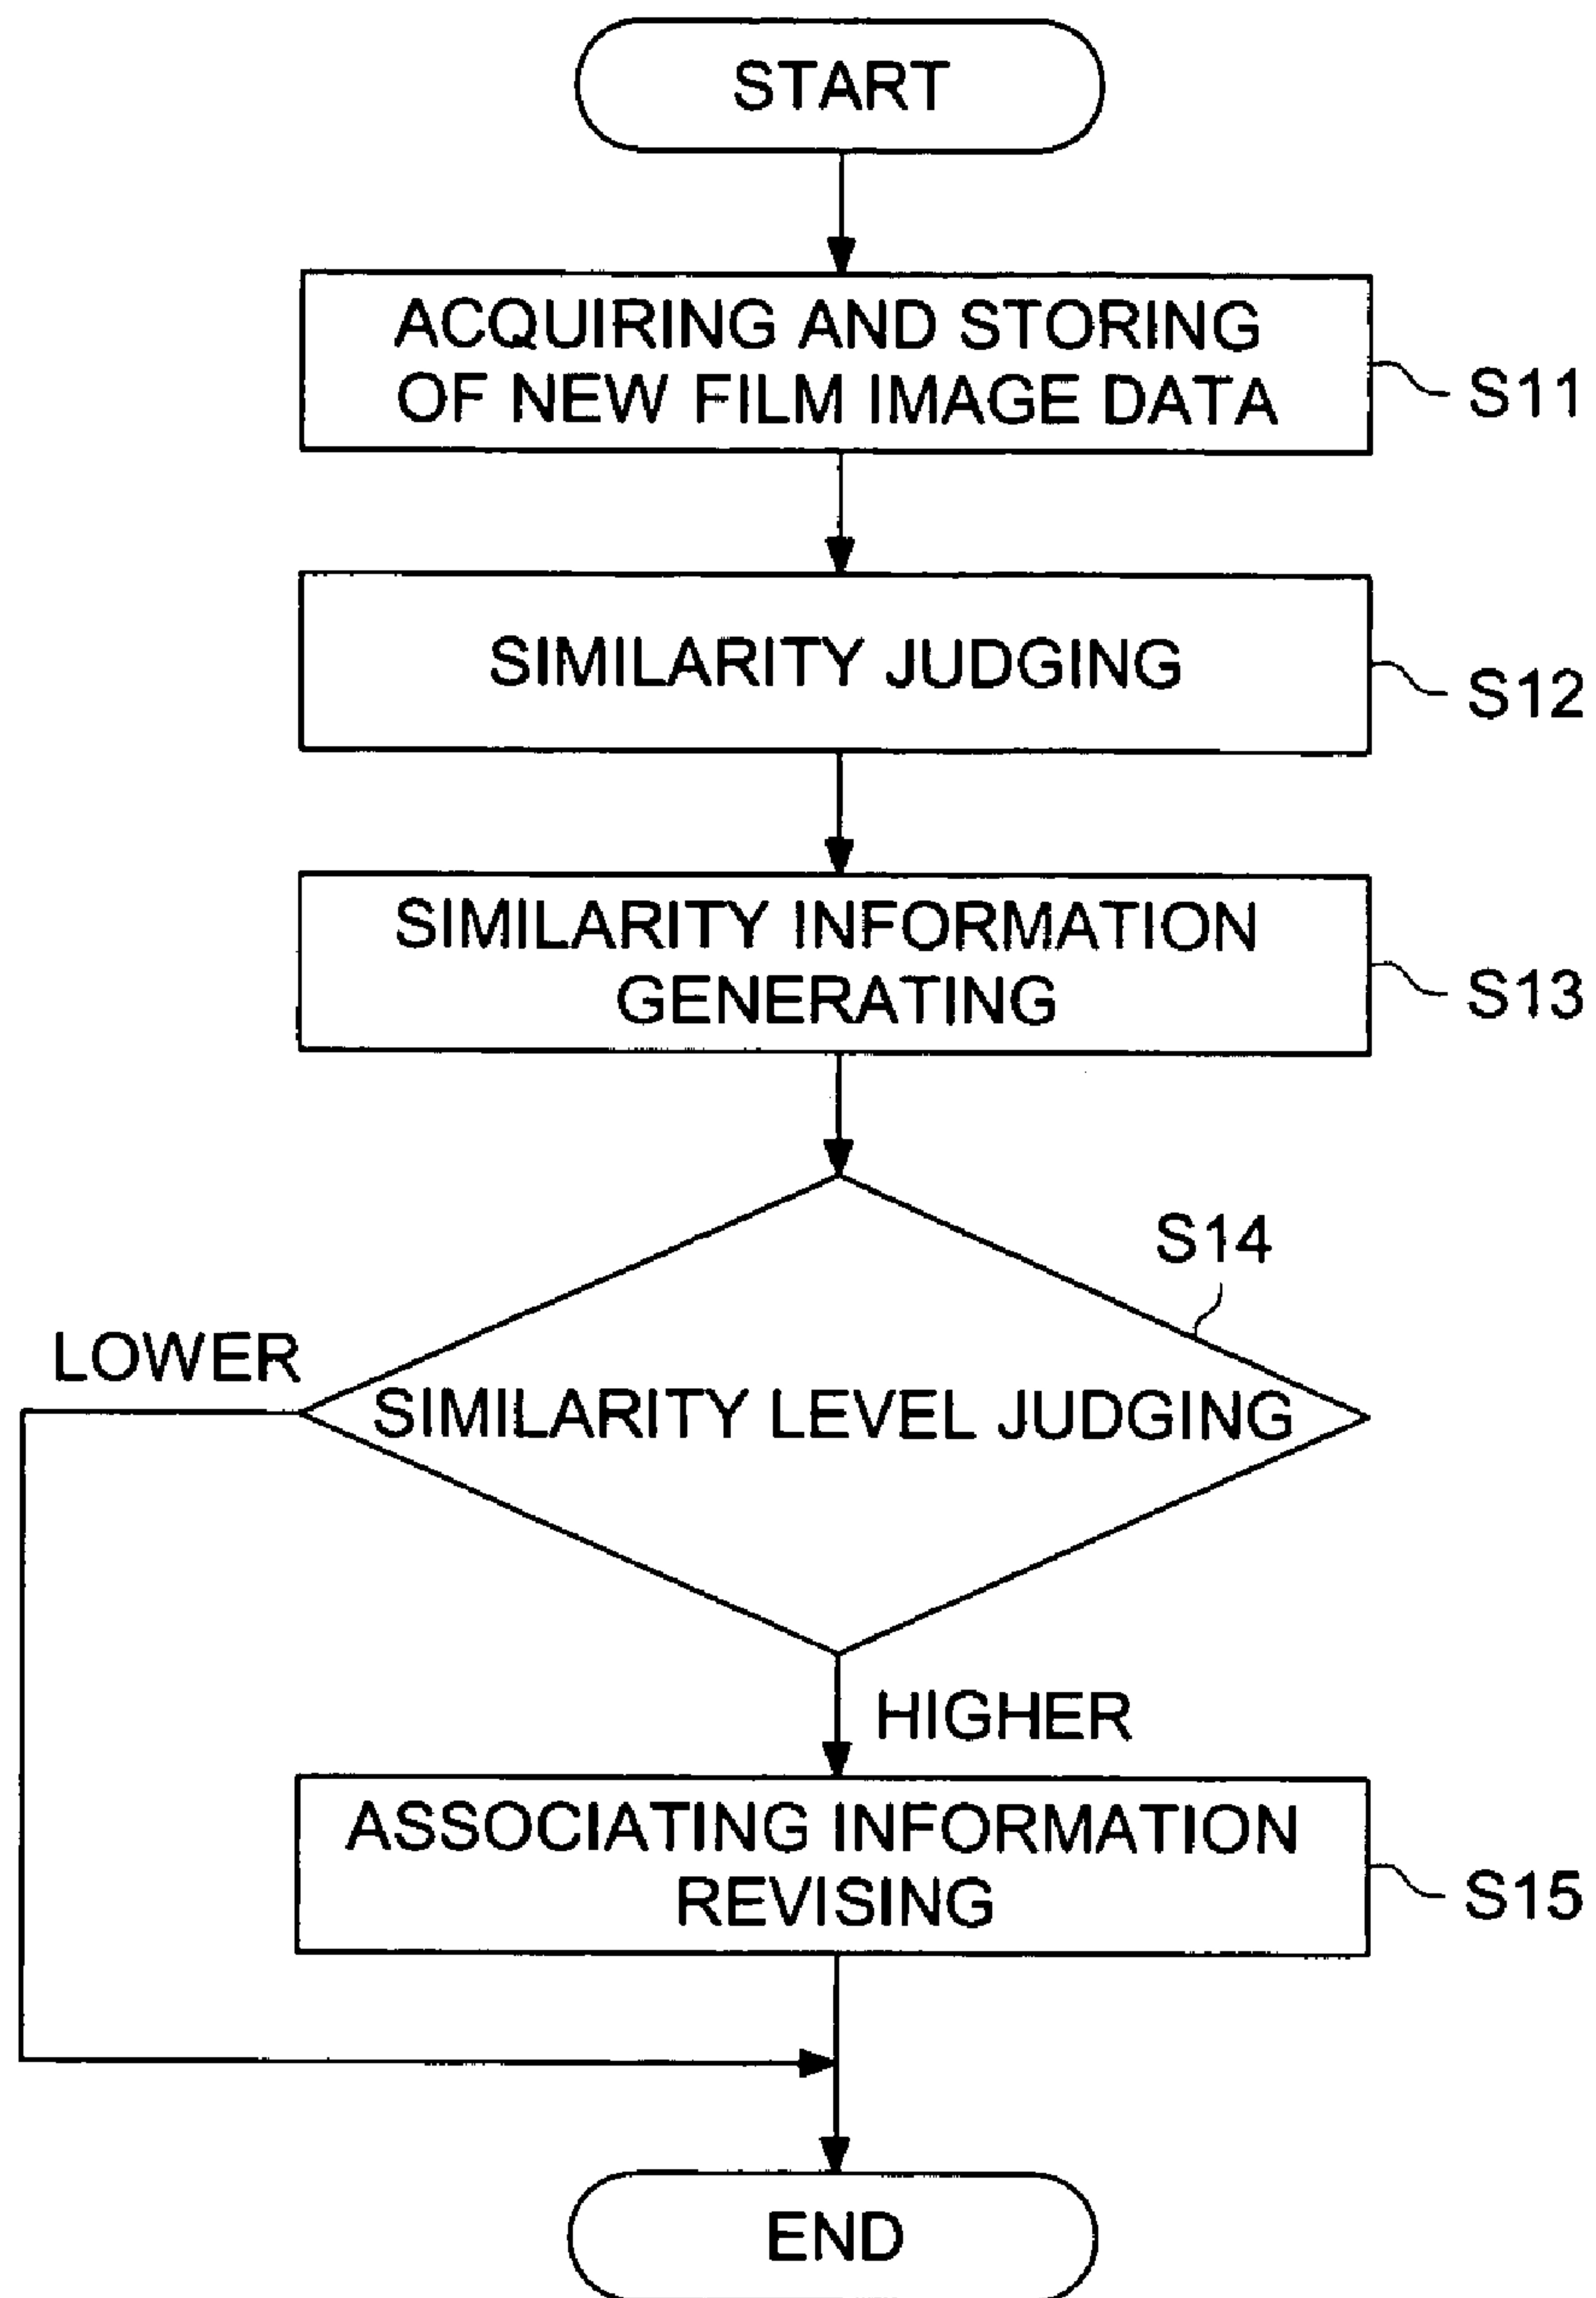 START
ACQUIRING AND STORING
OF NEW FILM IMAGE DATA
S11
SIMILARITY JUDGING
S12
SIMILARITY INFORMATION
GENERATING
S13
S14
LOWER
SIMILARITY LEVEL JUDGING
HIGHER
ASSOCIATING INFORMATION
REVISING
S15
END